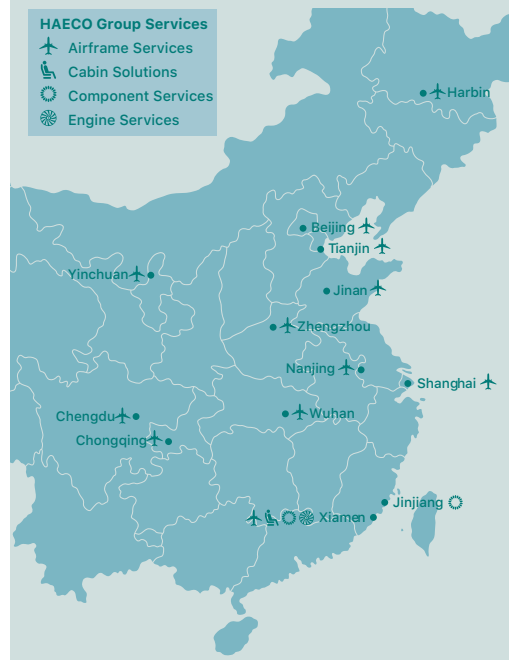 HAECO Group Services
Airframe Services
Cabin Solutions
Component Services
Engine Services
Harbin
Beijing
Tianjin
Yinchuan
Jinan
Zhengzhou
Nanjing
Shanghai
Chengdu
Wuhan
Chongqing
Jinjiang
Xiamen